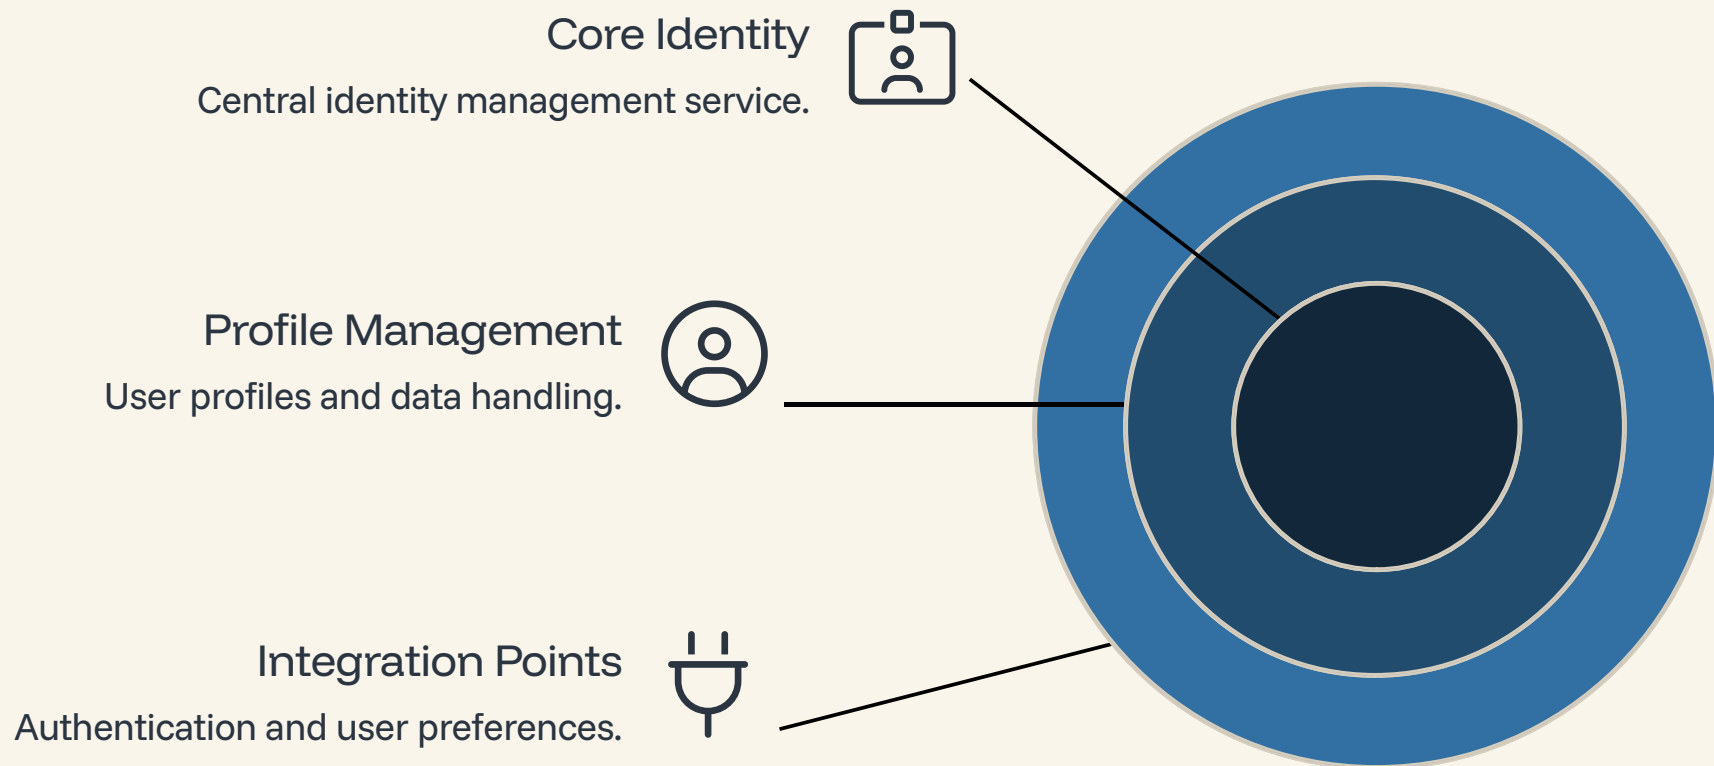 Core Identity
Central identity management service.
Profile Management
User profiles and data handling.
Integration Points
Authentication and user preferences.